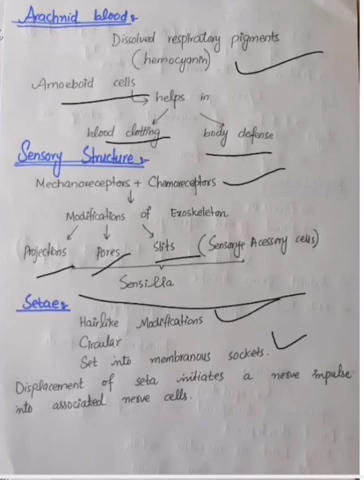 Arachnid blood:
Dissolved respiratory pigments
(hemocyanin)
Amoeboid cells
helps in
blood clotting body defense
Sensory Structure:
Mechanoreceptors + Chemoreceptors
Modifications of Exoskeleton
Projections Pores Slits (Sensory+ Acessory cells)
Sensilla
Setae:
Hairlike Modifications
Circular
Set into membranous sockets.
Displacement of seta initiates a nerve impulse
into associated nerve cells.